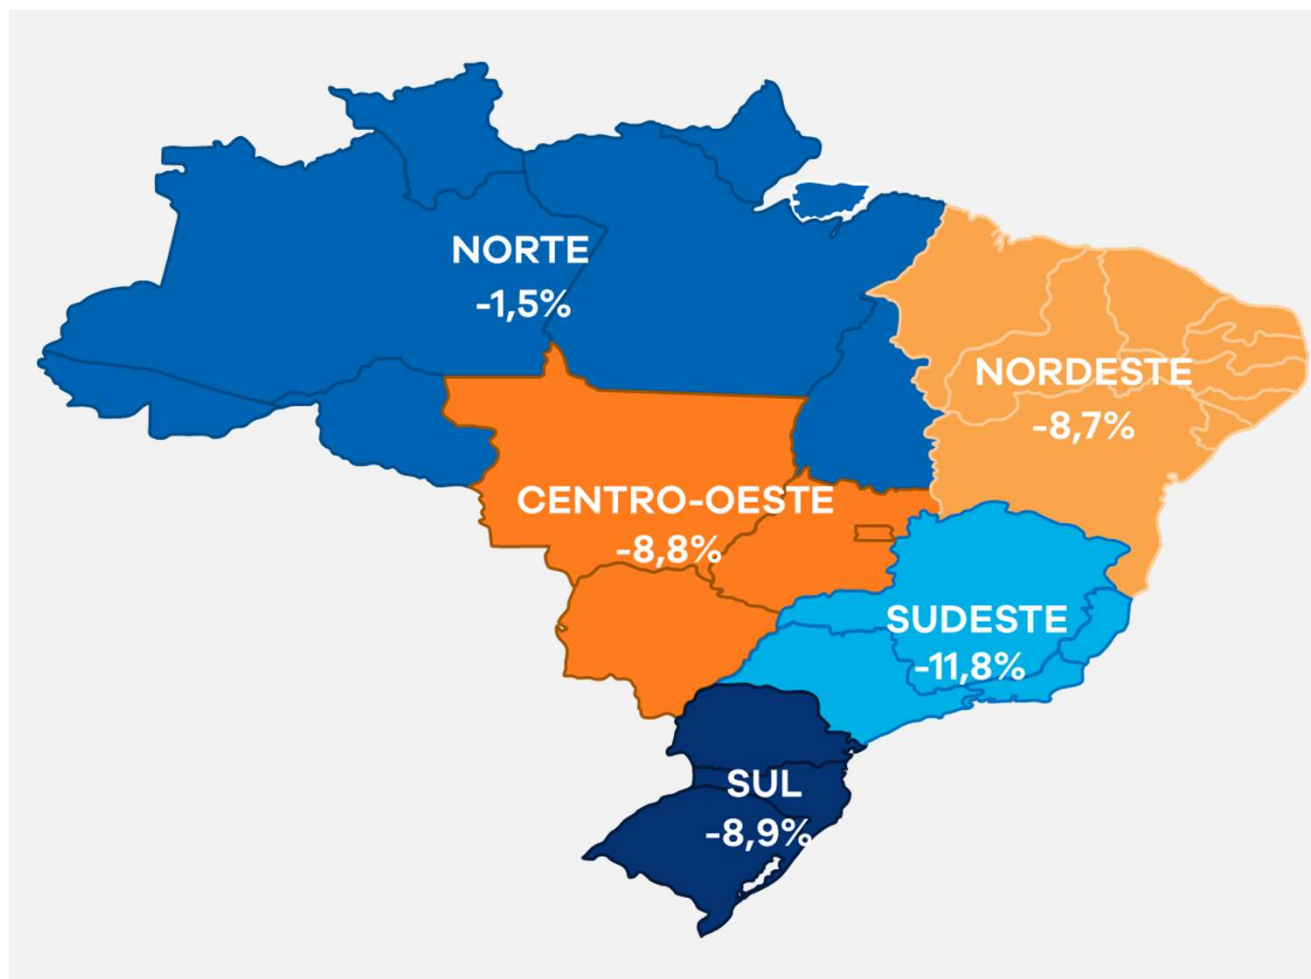 NORTE
-1,5%
NORDESTE
-8,7%
CENTRO-OESTE
-8,8%
SUDESTE
-11,8%
SUL
-8,9%